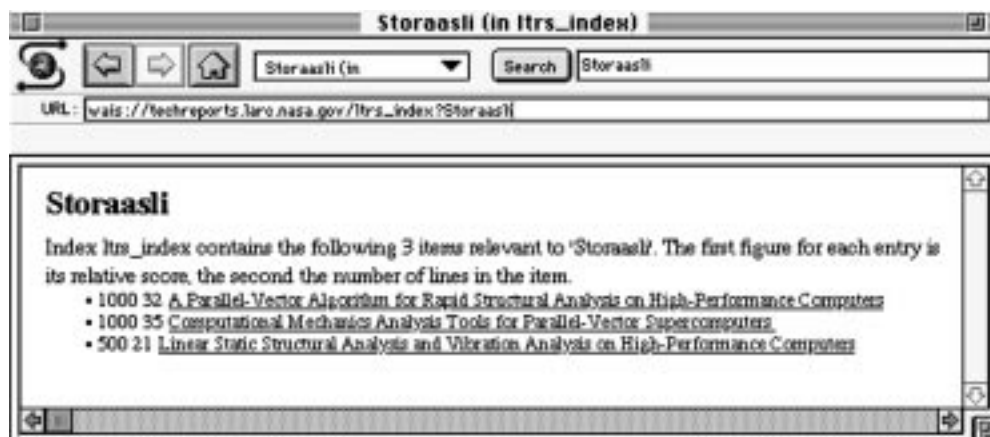 Storaasli (in ltrs_index)
Storaasli (in
Search
Storaasli
URL: wais://techreports.larc.nasa.gov/ltrs_index?Storaasli
Storaasli
Index ltrs_index contains the following 3 items relevant to 'Storaasli'. The first figure for each entry is
its relative score, the second the number of lines in the item.
• 1000 32 A Parallel-Vector Algorithm for Rapid Structural Analysis on High-Performance Computers
• 1000 35 Computational Mechanics Analysis Tools for Parallel-Vector Supercomputers
• 500 21 Linear Static Structural Analysis and Vibration Analysis on High-Performance Computers